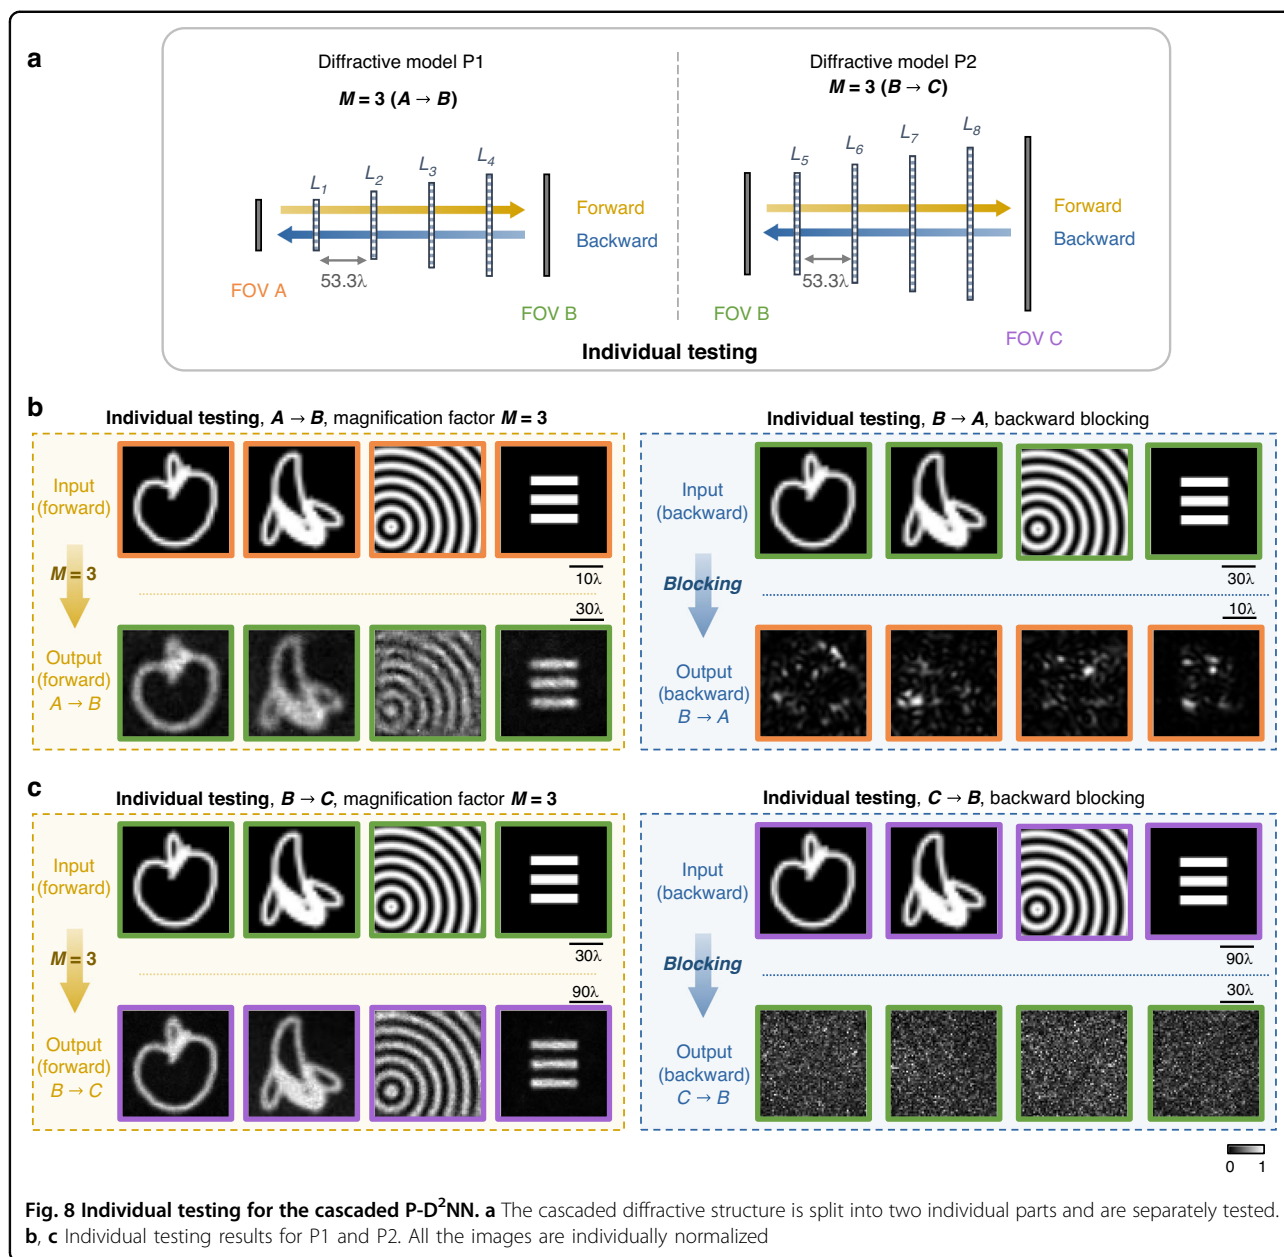 a
Diffractive model P1
M = 3 (A → B)
L1
L2
L3
L4
Forward
Backward
53.3λ
FOV A
FOV B
Diffractive model P2
M = 3 (B → C)
L5
L6
L7
L8
Forward
Backward
53.3λ
FOV B
FOV C
Individual testing
b
Individual testing, A → B, magnification factor M = 3
Input
(forward)
M = 3
10λ
30λ
Output
(forward)
A → B
Individual testing, B → A, backward blocking
Input
(backward)
Blocking
30λ
10λ
Output
(backward)
B → A
c
Individual testing, B → C, magnification factor M = 3
Input
(forward)
M = 3
30λ
90λ
Output
(forward)
B → C
Individual testing, C → B, backward blocking
Input
(backward)
Blocking
90λ
30λ
Output
(backward)
C → B
0 1
Fig. 8 Individual testing for the cascaded P-D²NN. a The cascaded diffractive structure is split into two individual parts and are separately tested.
b, c Individual testing results for P1 and P2. All the images are individually normalized